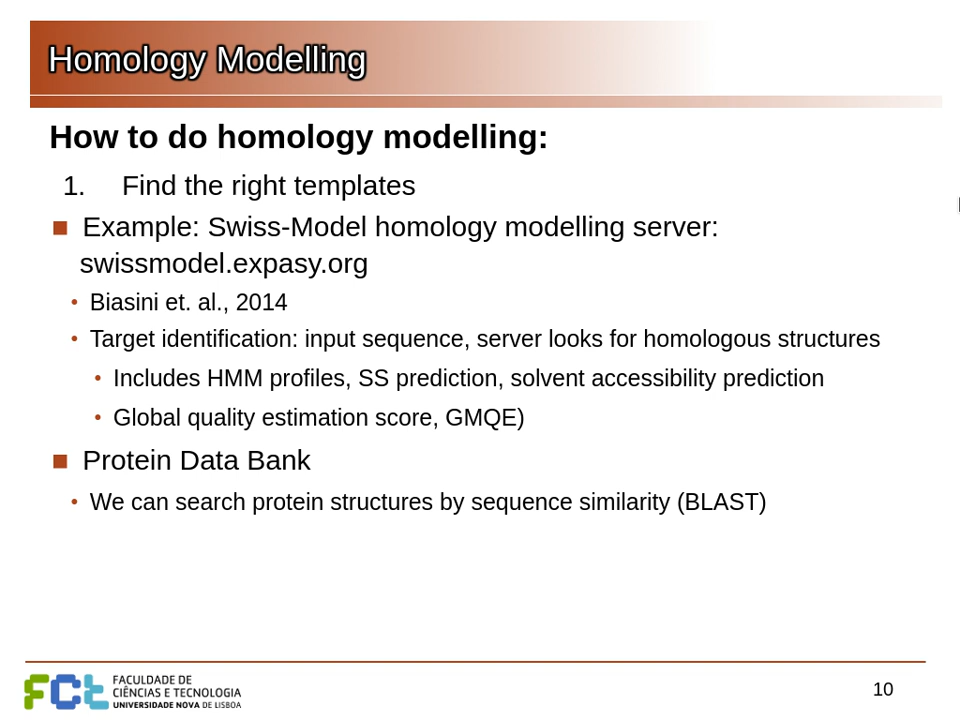 Homology Modelling
How to do homology modelling:
1. Find the right templates
■ Example: Swiss-Model homology modelling server:
swissmodel.expasy.org
• Biasini et. al., 2014
• Target identification: input sequence, server looks for homologous structures
• Includes HMM profiles, SS prediction, solvent accessibility prediction
• Global quality estimation score, GMQE)
■ Protein Data Bank
• We can search protein structures by sequence similarity (BLAST)
FCt
FACULDADE DE
CIÊNCIAS E TECNOLOGIA
UNIVERSIDADE NOVA DE LISBOA
10